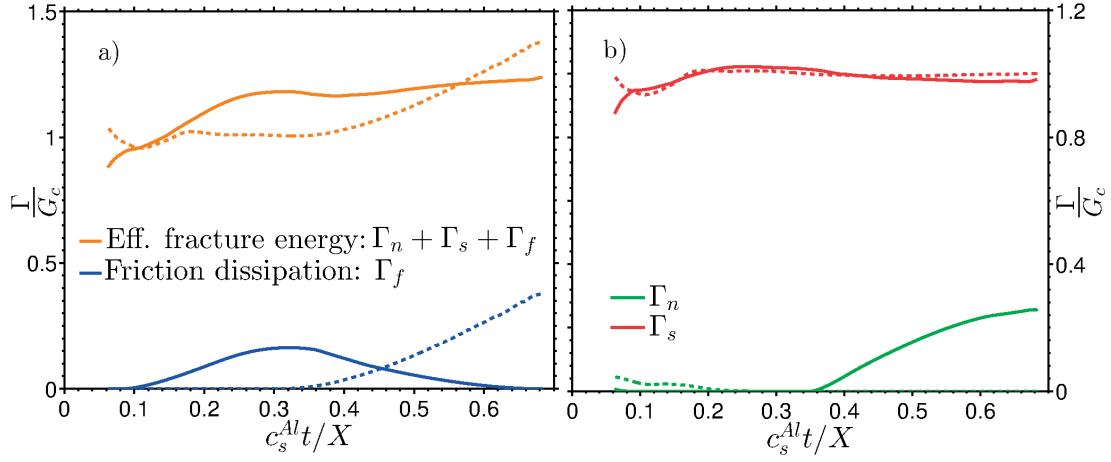 a)
1.5
1
0.5
0
Γ/G_c
Eff. fracture energy: Γ_n + Γ_s + Γ_f
Friction dissipation: Γ_f
0 0.1 0.2 0.3 0.4 0.5 0.6
c_s^{Al} t/X
b)
1.2
0.8
0.4
0
Γ/G_c
Γ_n
Γ_s
0 0.1 0.2 0.3 0.4 0.5 0.6
c_s^{Al} t/X